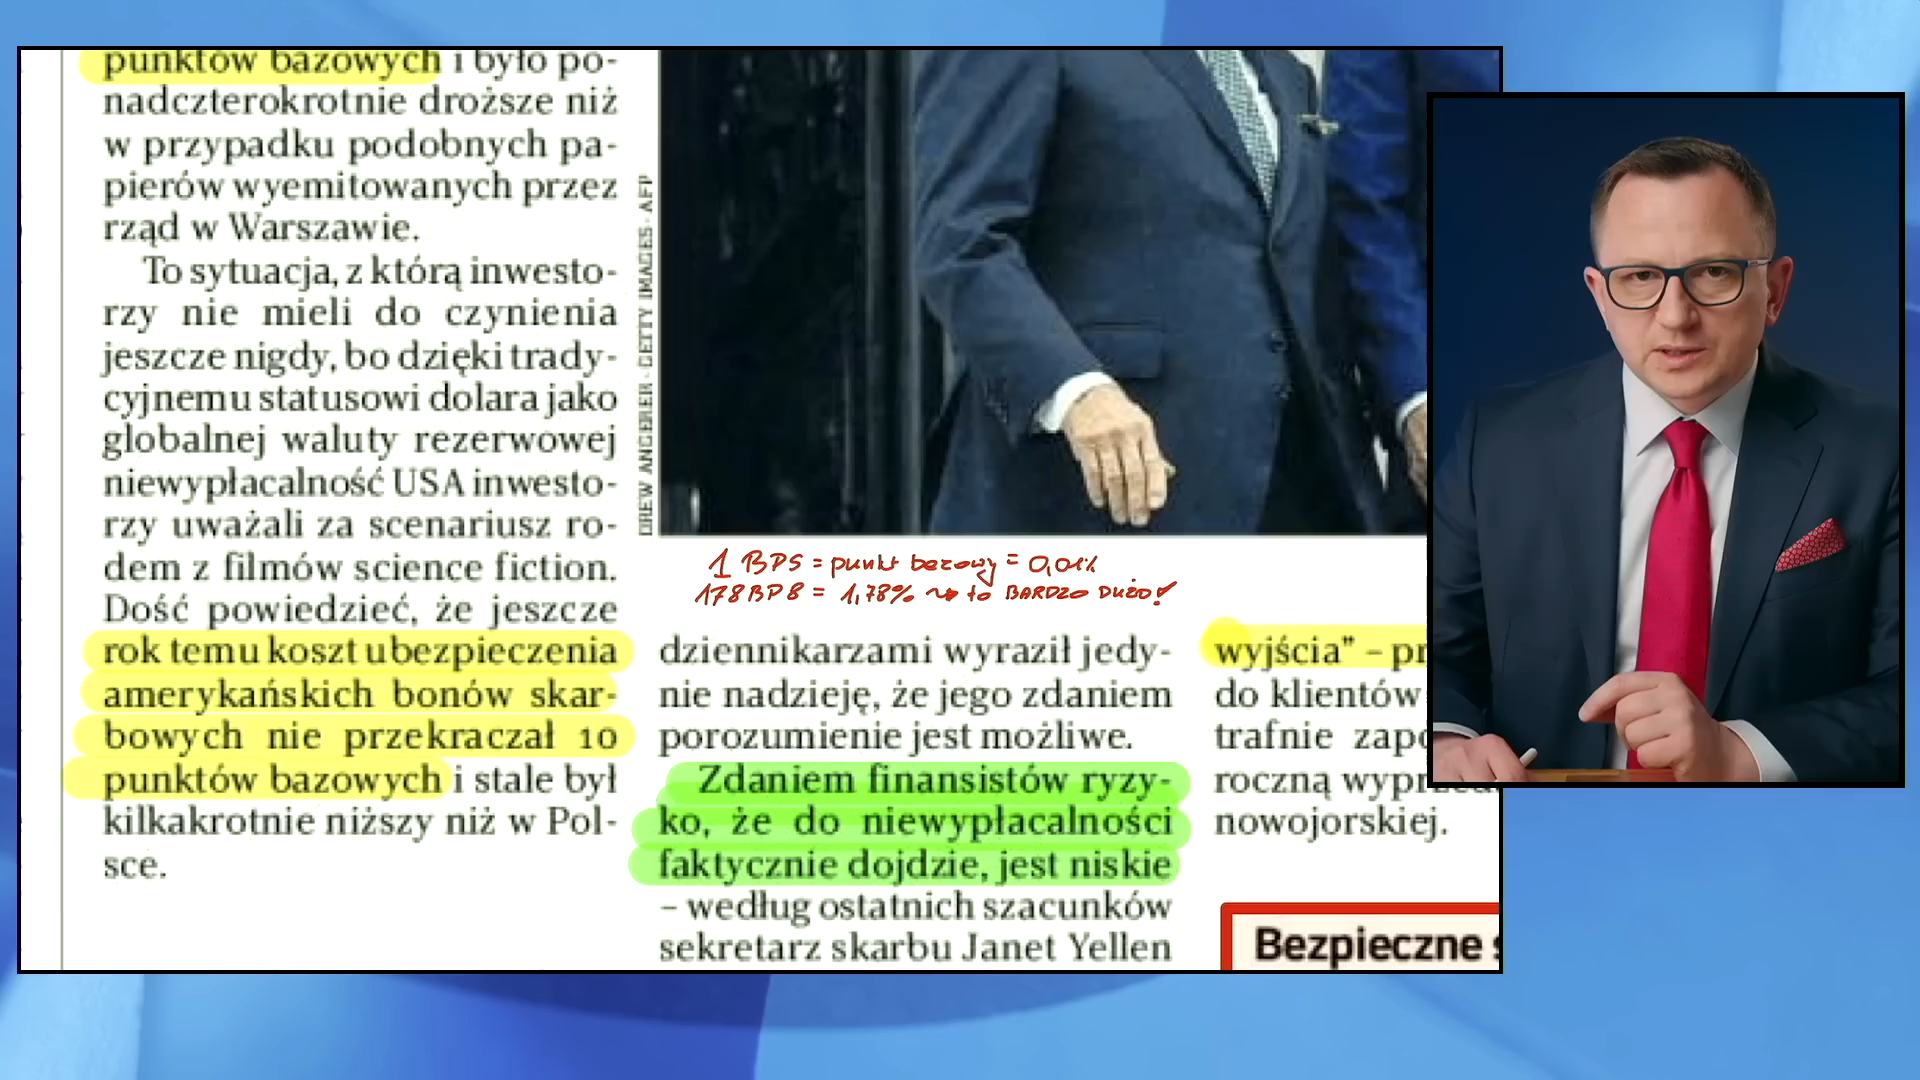 punktów bazowych i było po-
nadczterokrotnie droższe niż
w przypadku podobnych pa-
pierów wyemitowanych przez
rząd w Warszawie.
To sytuacja, z którą inwesto-
rzy nie mieli do czynienia
jeszcze nigdy, bo dzięki trady-
cyjnemu statusowi dolara jako
globalnej waluty rezerwowej
niewypłacalność USA inwesto-
rzy uważali za scenariusz ro-
dem z filmów science fiction.
Dość powiedzieć, że jeszcze
rok temu koszt ubezpieczenia
amerykańskich bonów skar-
bowych nie przekraczał 10
punktów bazowych i stale był
kilkakrotnie niższy niż w Pol-
sce.
DREW ANGERER - GETTY IMAGES - AFP
1 BPS = punkt bazowy = 0,01%
178 BPS = 1,78% ⤳ to BARDZO DUŻO!
dziennikarzami wyraził jedy-
nie nadzieję, że jego zdaniem
porozumienie jest możliwe.
Zdaniem finansistów ryzy-
ko, że do niewypłacalności
faktycznie dojdzie, jest niskie
– według ostatnich szacunków
sekretarz skarbu Janet Yellen
wyjścia” – pr
do klientów
trafnie zapo
roczną wyprzedaż
nowojorskiej.
Bezpieczne s